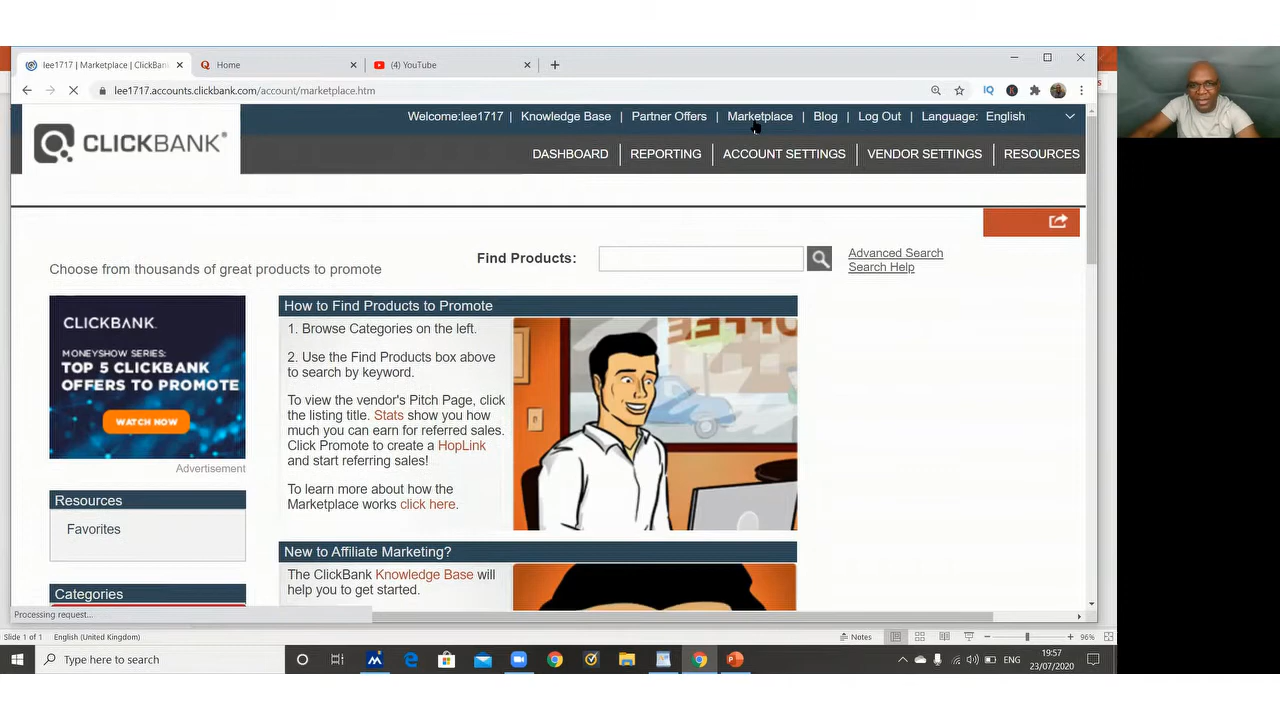 lee1717 | Marketplace | ClickBan
Home
(4) YouTube
lee1717.accounts.clickbank.com/account/marketplace.htm
IQ
K
CLICKBANK®
Welcome:lee1717 | Knowledge Base | Partner Offers | Marketplace | Blog | Log Out | Language: English
DASHBOARD | REPORTING | ACCOUNT SETTINGS | VENDOR SETTINGS | RESOURCES
Choose from thousands of great products to promote
Find Products:
Advanced Search
Search Help
CLICKBANK.
MONEYSHOW SERIES:
TOP 5 CLICKBANK
OFFERS TO PROMOTE
WATCH NOW
Advertisement
Resources
Favorites
Categories
How to Find Products to Promote
1. Browse Categories on the left.
2. Use the Find Products box above
to search by keyword.
To view the vendor's Pitch Page, click
the listing title. Stats show you how
much you can earn for referred sales.
Click Promote to create a HopLink
and start referring sales!
To learn more about how the
Marketplace works click here.
New to Affiliate Marketing?
The ClickBank Knowledge Base will
help you to get started.
Processing request...
Slide 1 of 1
English (United Kingdom)
Notes
96%
Type here to search
ENG
19:57
23/07/2020